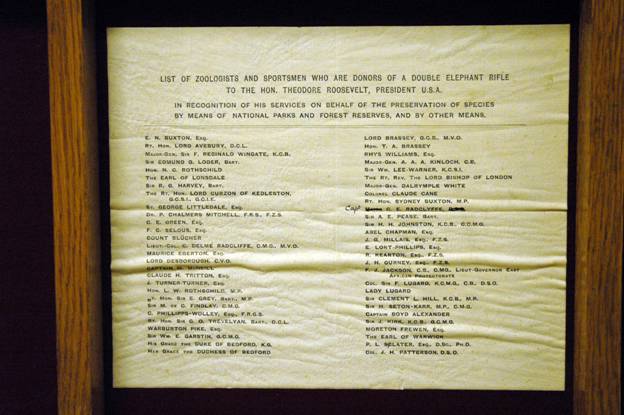 LIST OF ZOOLOGISTS AND SPORTSMEN WHO ARE DONORS OF A DOUBLE ELEPHANT RIFLE
TO THE HON. THEODORE ROOSEVELT, PRESIDENT U.S.A.
IN RECOGNITION OF HIS SERVICES ON BEHALF OF THE PRESERVATION OF SPECIES
BY MEANS OF NATIONAL PARKS AND FOREST RESERVES, AND BY OTHER MEANS.
E. N. BUXTON, ESQ.
RT. HON. LORD AVEBURY, D.C.L.
MAJOR-GEN. SIR F. REGINALD WINGATE, K.C.B.
SIR EDMUND G. LODER, BART.
HON. N. C. ROTHSCHILD
THE EARL OF LONSDALE
SIR R. G. HARVEY, BART.
THE RT. HON. LORD CURZON OF KEDLESTON,
G.C.S.I., G.C.I.E.
ST. GEORGE LITTLEDALE, ESQ.
DR. P. CHALMERS MITCHELL, F.R.S., F.Z.S.
C. E. GREEN, ESQ.
F. C. SELOUS, ESQ.
COUNT BLÜCHER
LIEUT.-COL. C. DELMÉ RADCLIFFE, C.M.G., M.V.O.
MAURICE EGERTON, ESQ.
LORD DESBOROUGH, C.V.O.
CAPTAIN M.
CLAUDE H. TRITTON, ESQ.
J. TURNER-TURNER, ESQ.
HON. L. W. ROTHSCHILD, M.P.
RT. HON. SIR E. GREY, BART., M.P.
SIR M. DE C. FINDLAY, C.M.G.
C. PHILLIPPS-WOLLEY, ESQ., F.R.G.S.
RT. HON. SIR G. O. TREVELYAN, BART., D.C.L.
WARBURTON PIKE, ESQ.
SIR WM. E. GARSTIN, G.C.M.G.
HIS GRACE THE DUKE OF BEDFORD, K.G.
HER GRACE THE DUCHESS OF BEDFORD
LORD BRASSEY, G.C.B., M.V.O.
HON. T. A. BRASSEY
RHYS WILLIAMS, ESQ.
MAJOR-GEN. A. A. A. KINLOCH, C.B.
SIR WM. LEE-WARNER, K.C.S.I.
THE RT. REV. THE LORD BISHOP OF LONDON
MAJOR-GEN. DALRYMPLE WHITE
COLONEL CLAUDE CANE
RT. HON. SYDNEY BUXTON, M.P.
Capt C. E. RADCLYFFE,
SIR A. E. PEASE, BART.
SIR H. H. JOHNSTON, K.C.B., G.C.M.G.
ABEL CHAPMAN, ESQ.
J. G. MILLAIS, ESQ., F.Z.S.
E. LORT-PHILLIPS, ESQ.
R. KEARTON, ESQ., F.Z.S.
J. H. GURNEY, ESQ., F.Z.S.
F. J. JACKSON, C.B., C.M.G., LIEUT-GOVERNOR EAST
AFRICAN PROTECTORATE
COL. SIR F. LUGARD, K.C.M.G., C.B., D.S.O.
LADY LUGARD
SIR CLEMENT L. HILL, K.C.B., M.P.
SIR H. SETON-KARR, M.P., C.M.G.
CAPTAIN BOYD ALEXANDER
SIR J. KIRK, K.C.B., G.C.M.G.
MORETON FREWEN, ESQ.
THE EARL OF WARWICK
P. L. SCLATER, ESQ., D.SC., PH.D.
COL. J. H. PATTERSON, D.S.O.